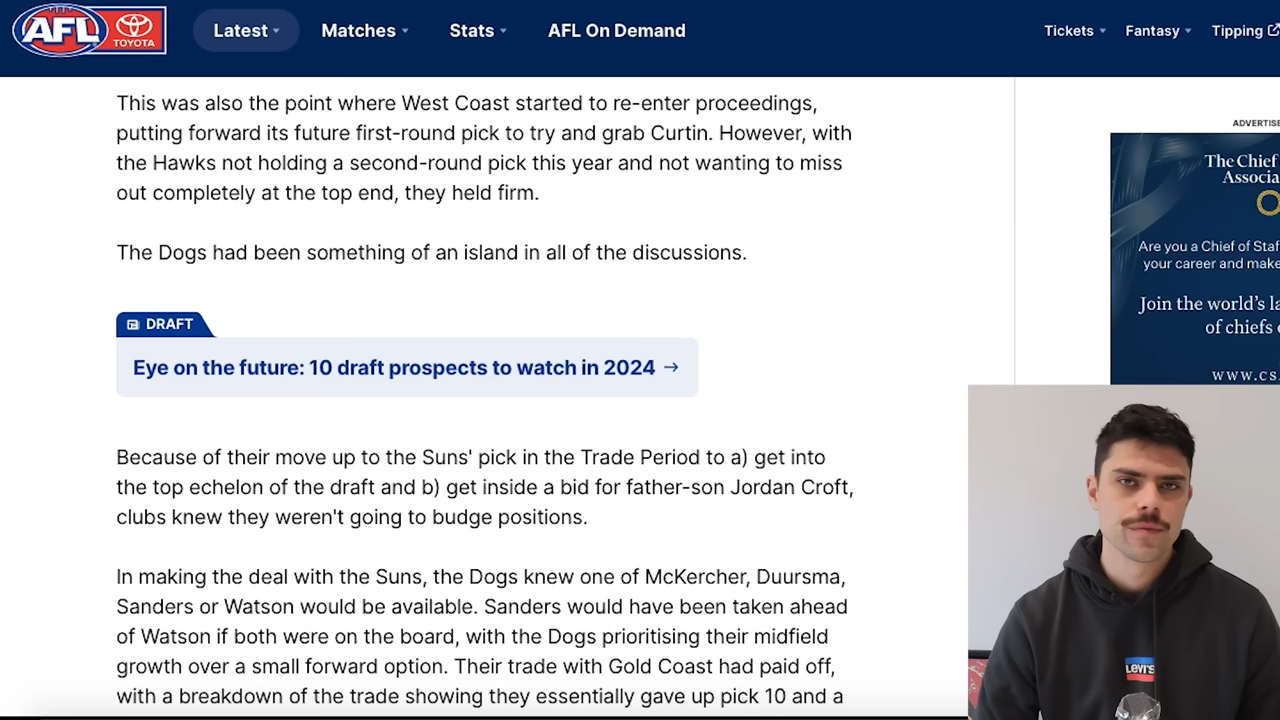 AFL
TOYOTA
Latest
Matches
Stats
AFL On Demand
Tickets
Fantasy
Tipping
This was also the point where West Coast started to re-enter proceedings,
putting forward its future first-round pick to try and grab Curtin. However, with
the Hawks not holding a second-round pick this year and not wanting to miss
out completely at the top end, they held firm.
The Dogs had been something of an island in all of the discussions.
DRAFT
Eye on the future: 10 draft prospects to watch in 2024 →
Because of their move up to the Suns' pick in the Trade Period to a) get into
the top echelon of the draft and b) get inside a bid for father-son Jordan Croft,
clubs knew they weren't going to budge positions.
In making the deal with the Suns, the Dogs knew one of McKercher, Duursma,
Sanders or Watson would be available. Sanders would have been taken ahead
of Watson if both were on the board, with the Dogs prioritising their midfield
growth over a small forward option. Their trade with Gold Coast had paid off,
with a breakdown of the trade showing they essentially gave up pick 10 and a
ADVERTISE
The Chief
Associa
Are you a Chief of Staf
your career and make
Join the world's la
of chiefs
WWW.CS
Levi's